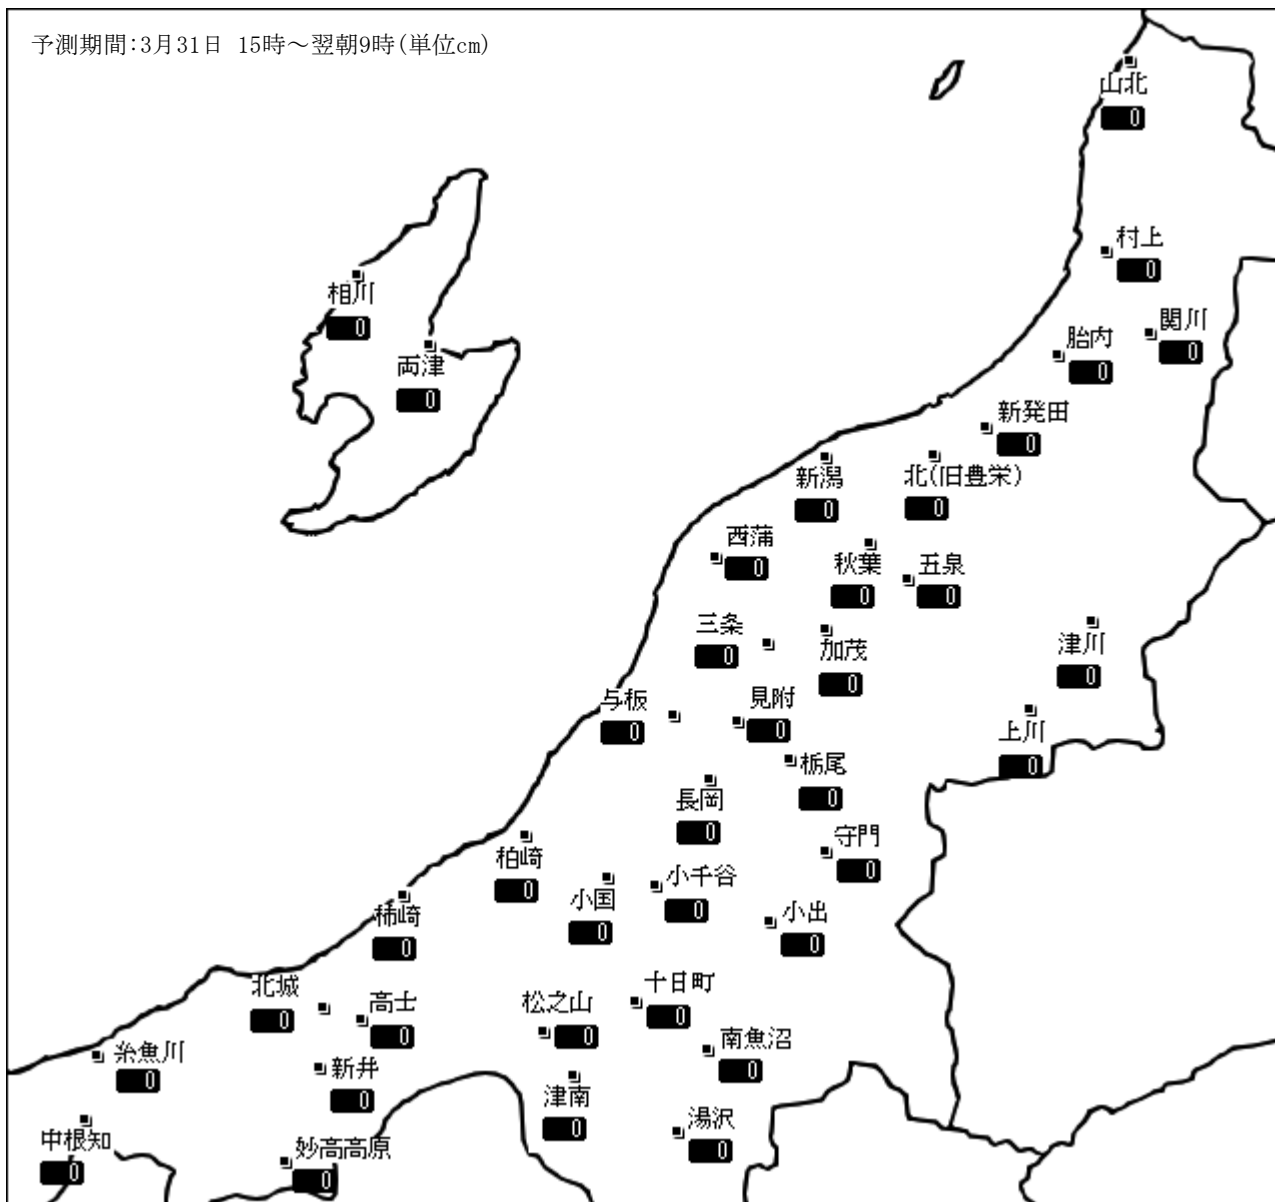 予測期間:3月31日 15時～翌朝9時(単位cm)
山北
0
村上
0
相川
0
関川
0
胎内
0
両津
0
新発田
0
新潟
0
北(旧豊栄)
0
西蒲
0
秋葉
0
五泉
0
三条
0
加茂
0
津川
0
与板
0
見附
0
上川
0
栃尾
0
長岡
0
守門
0
柏崎
0
小国
0
小千谷
0
小出
0
柿崎
0
北城
0
高士
0
松之山
0
十日町
0
南魚沼
0
糸魚川
0
新井
0
津南
0
湯沢
0
中根知
0
妙高高原
0